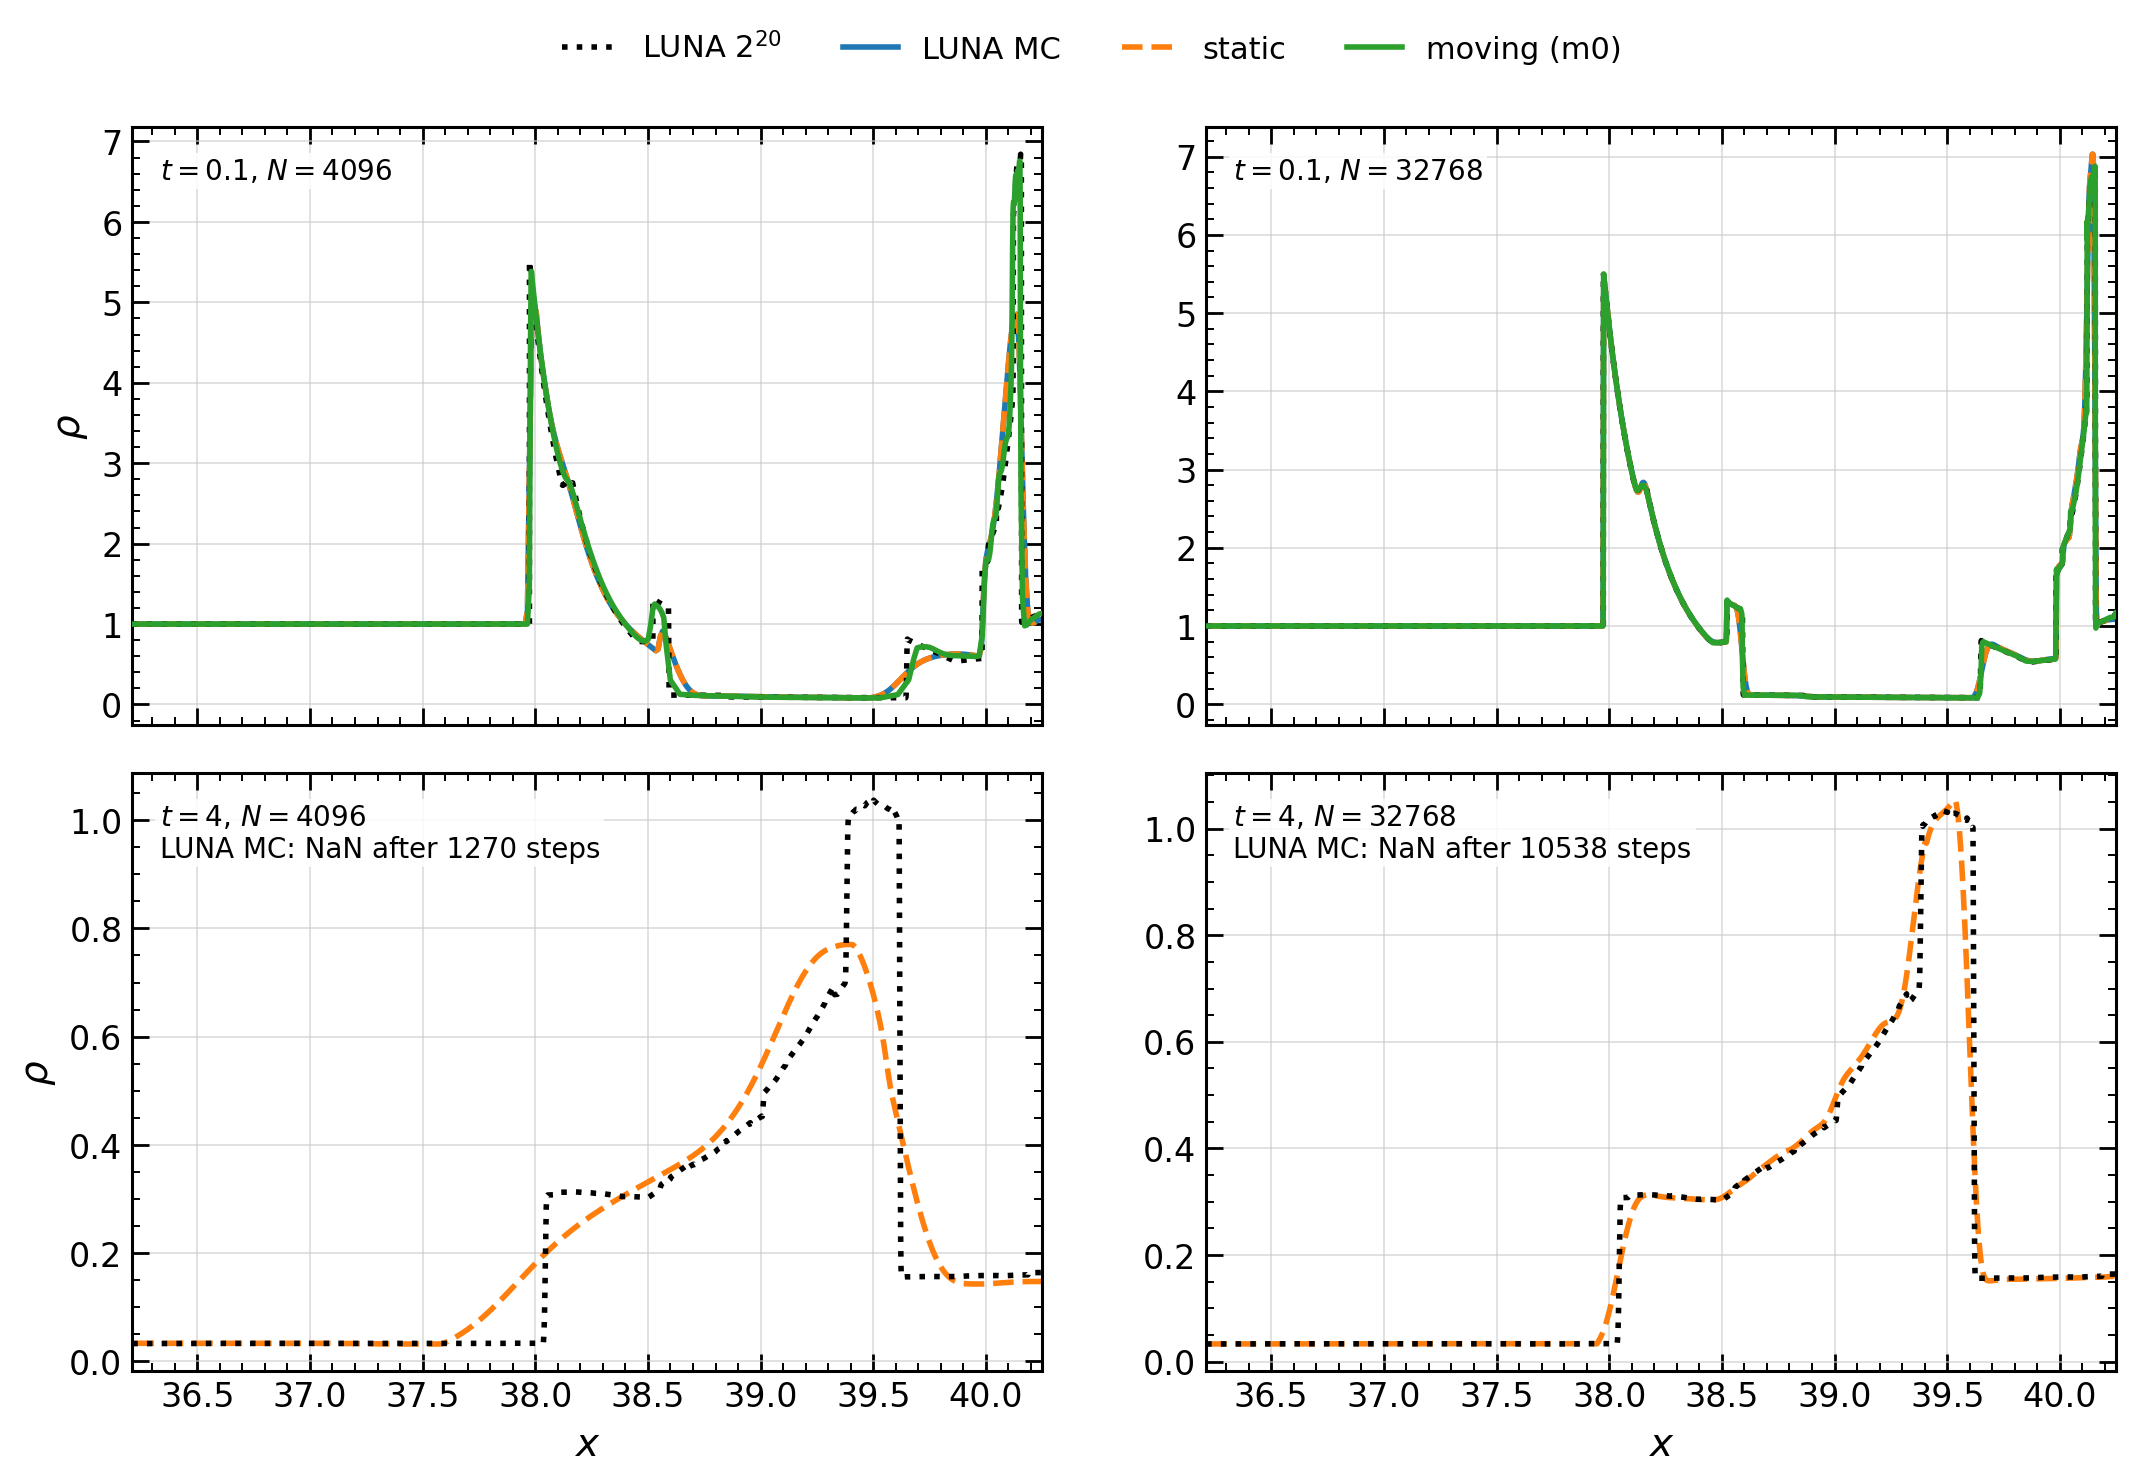 LUNA 2^20 LUNA MC static moving (m0)
t = 0.1, N = 4096
7
6
5
4
3
2
1
0
ρ
t = 0.1, N = 32768
7
6
5
4
3
2
1
0
t = 4, N = 4096
LUNA MC: NaN after 1270 steps
1.0
0.8
0.6
0.4
0.2
0.0
ρ
36.5 37.0 37.5 38.0 38.5 39.0 39.5 40.0
x
t = 4, N = 32768
LUNA MC: NaN after 10538 steps
1.0
0.8
0.6
0.4
0.2
0.0
36.5 37.0 37.5 38.0 38.5 39.0 39.5 40.0
x